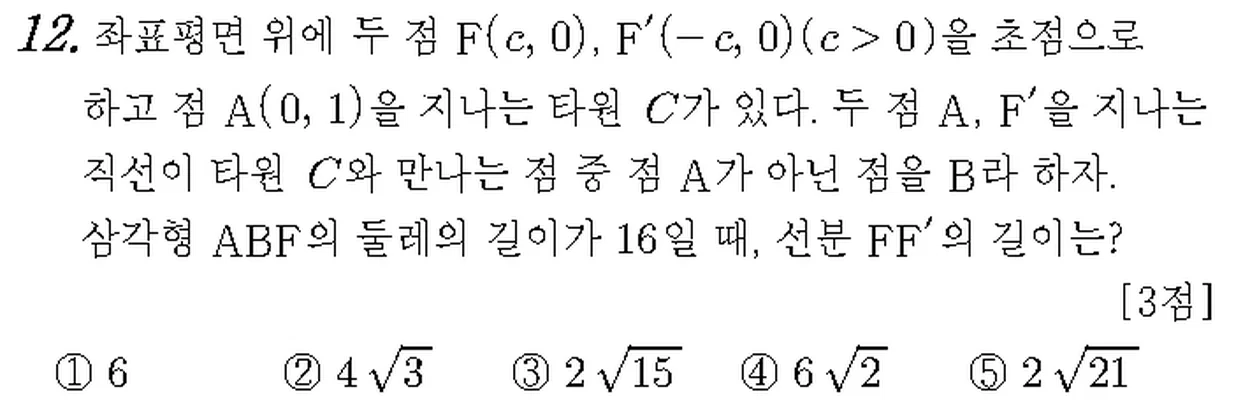 12. 좌표평면 위에 두 점 F(c, 0), F′(−c, 0)(c > 0)을 초점으로
하고 점 A(0, 1)을 지나는 타원 C가 있다. 두 점 A, F′을 지나는
직선이 타원 C와 만나는 점 중 점 A가 아닌 점을 B라 하자.
삼각형 ABF의 둘레의 길이가 16일 때, 선분 FF′의 길이는?
[3점]
① 6 ② 4√3 ③ 2√15 ④ 6√2 ⑤ 2√21